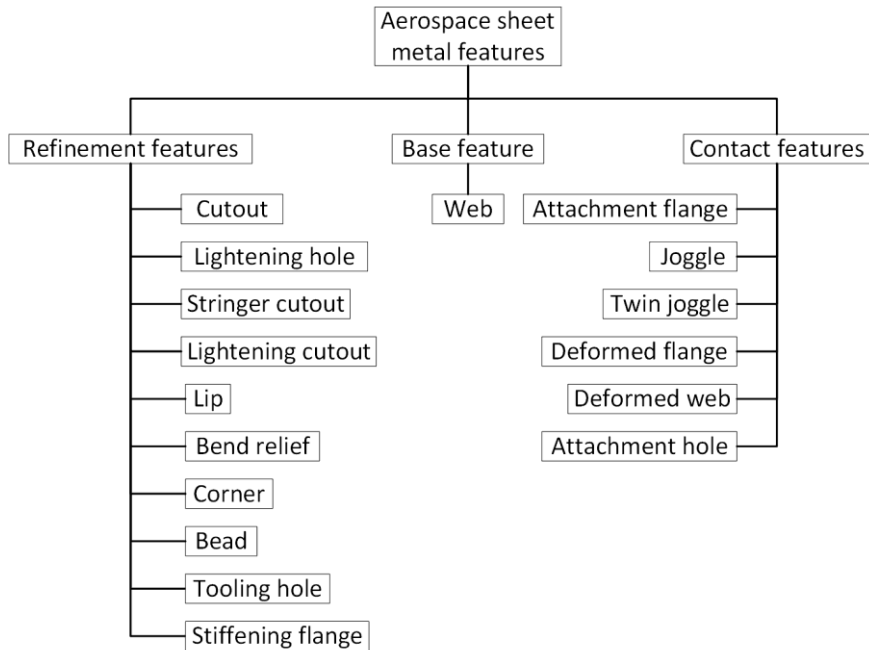 Aerospace sheet
metal features
Refinement features
Base feature
Contact features
Cutout
Lightening hole
Stringer cutout
Lightening cutout
Lip
Bend relief
Corner
Bead
Tooling hole
Stiffening flange
Web
Attachment flange
Joggle
Twin joggle
Deformed flange
Deformed web
Attachment hole